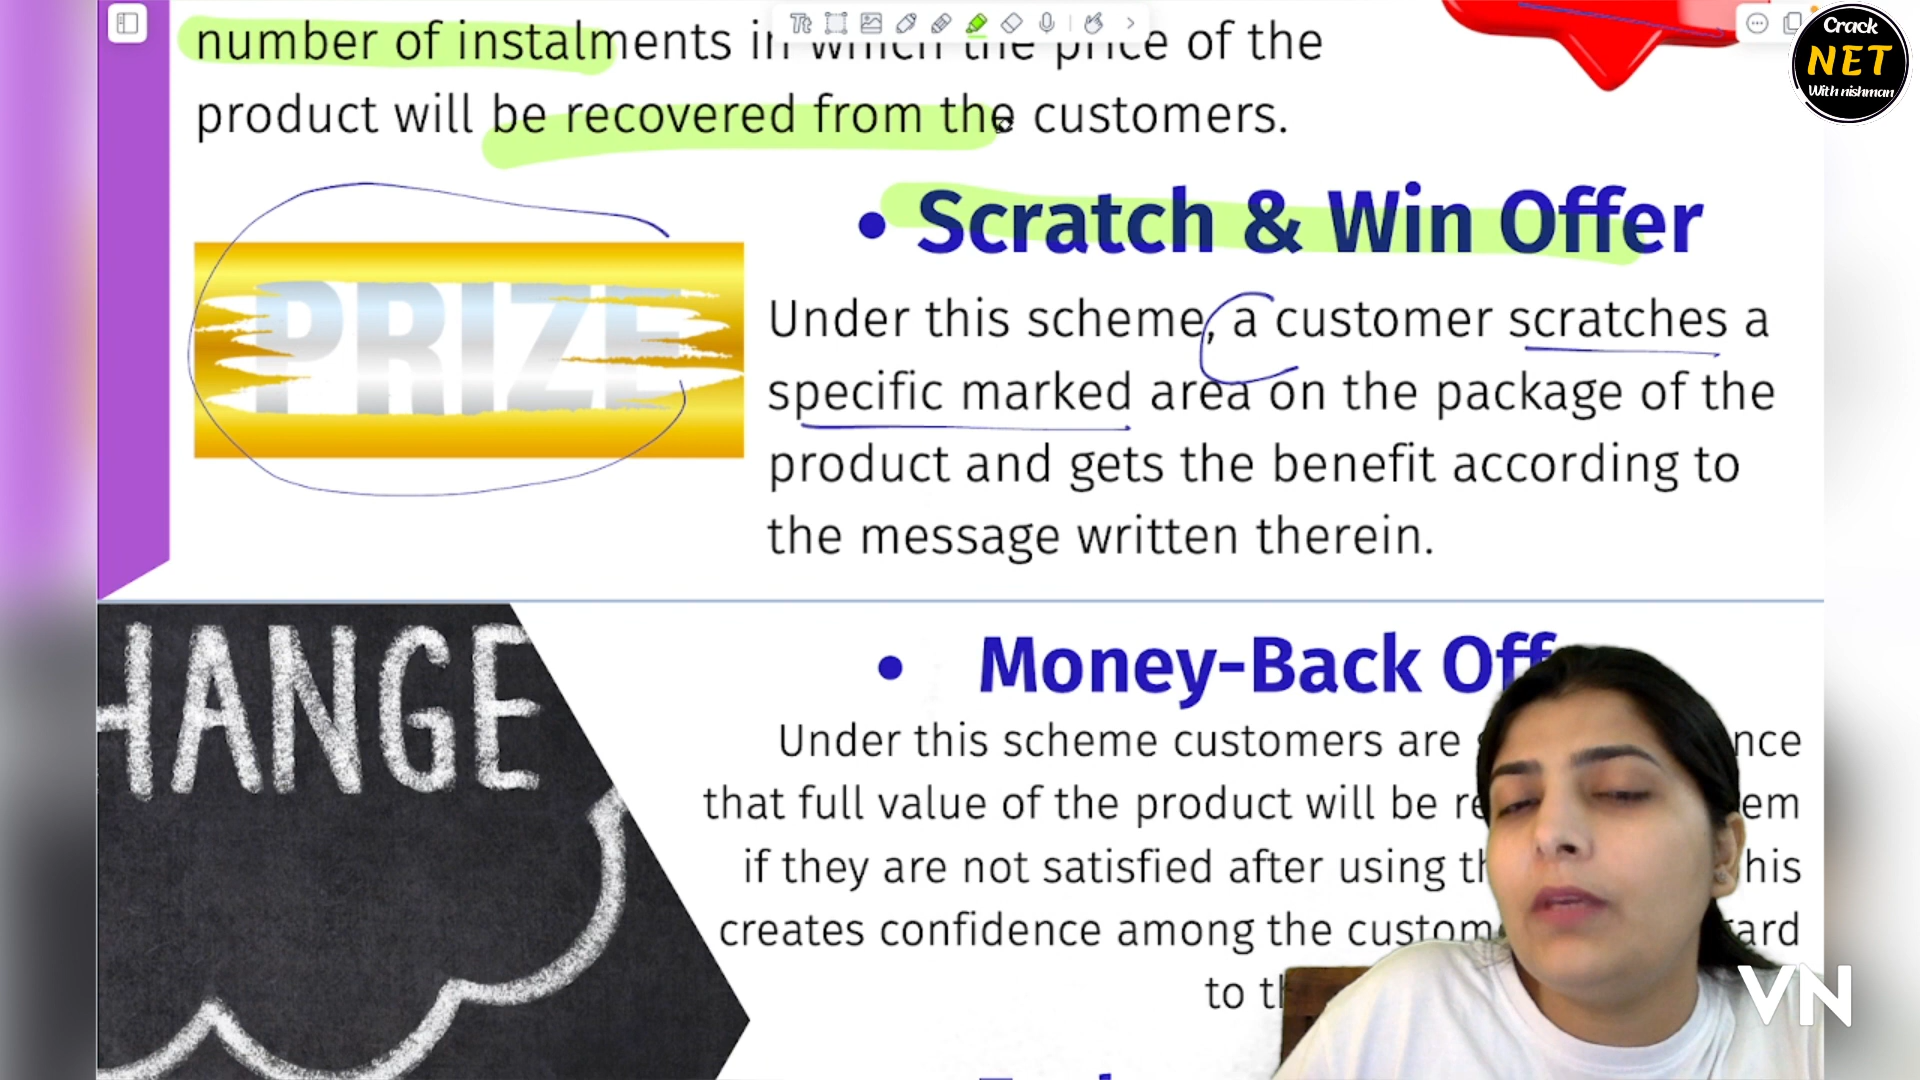 number of instalments in which the price of the
product will be recovered from the customers.
• Scratch & Win Offer
PRIZE
Under this scheme, a customer scratches a
specific marked area on the package of the
product and gets the benefit according to
the message written therein.
HANGE
• Money-Back Off
Under this scheme customers are
nce
that full value of the product will be re
em
if they are not satisfied after using th
his
creates confidence among the custom
ard
to th
Crack
NET
With nishman
VN
Tt